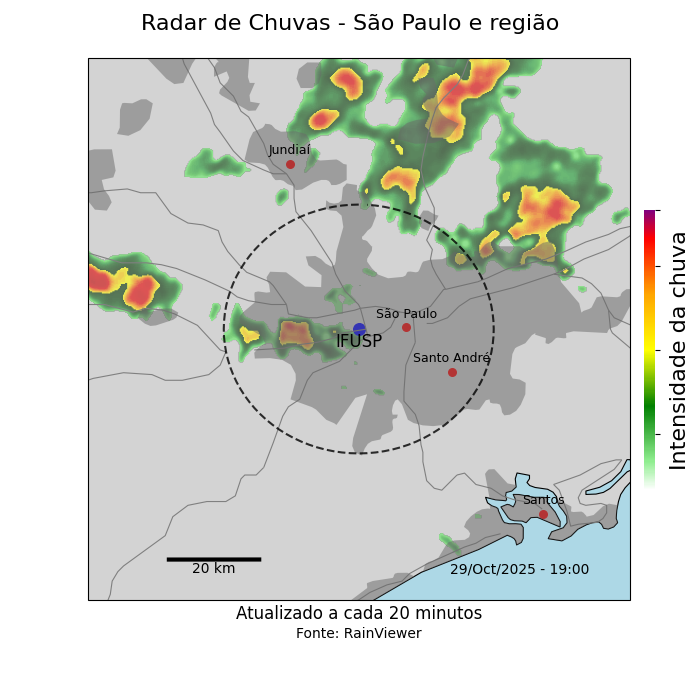 Radar de Chuvas - São Paulo e região
Jundiaí
São Paulo
IFUSP
Santo André
Santos
20 km
29/Oct/2025 - 19:00
Intensidade da chuva
Atualizado a cada 20 minutos
Fonte: RainViewer